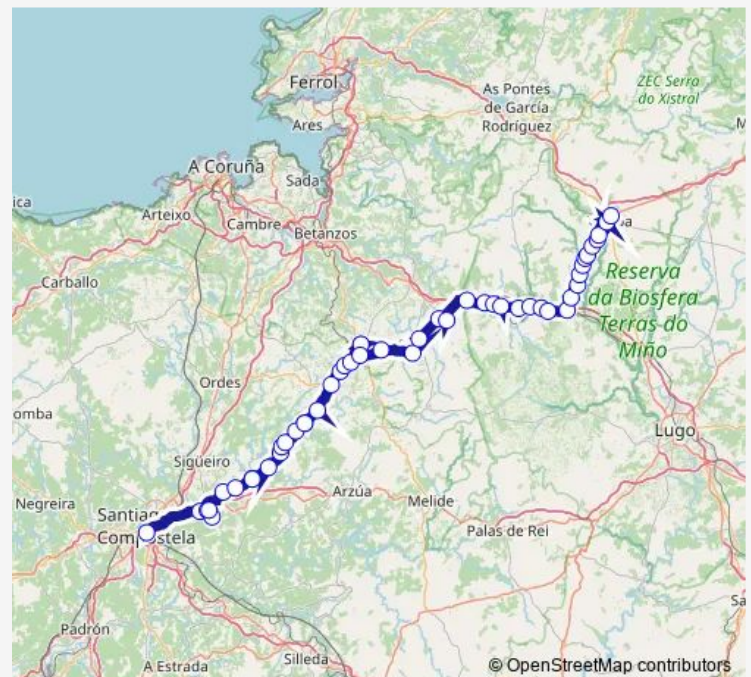 ZEC Serra
do Xistral
Ferrol
As Pontes
de García
Rodríguez
Ares
A Coruña
Sada
Arteixo
Cambre
Betanzos
Carballo
Reserva
da Biosfera
Terras do
Miño
Ordes
Lugo
Sigüeiro
Arzúa
Melide
Negreira
Santiag
Compostela
Palas de Rei
Padrón
A Estrada
Silleda
© OpenStreetMap contributors